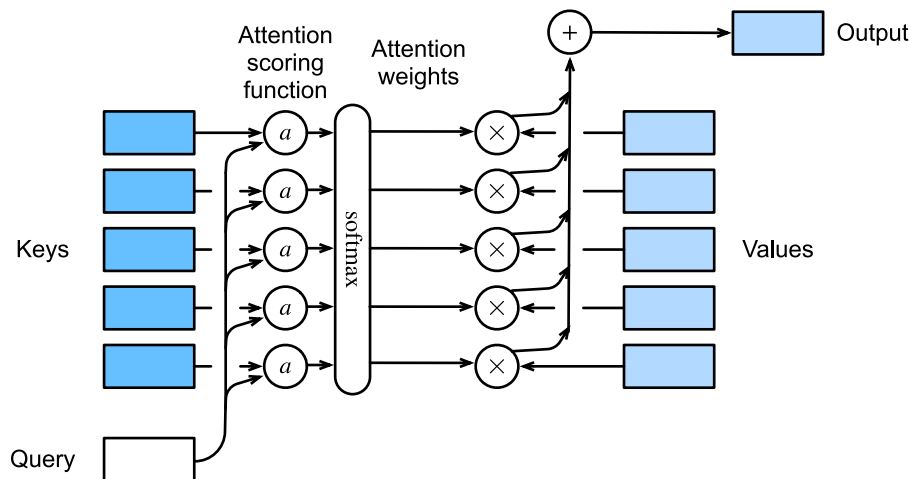 Attention
scoring
function
Attention
weights
+
Output
a
×
a
×
Keys
a
softmax
×
Values
a
×
a
×
Query